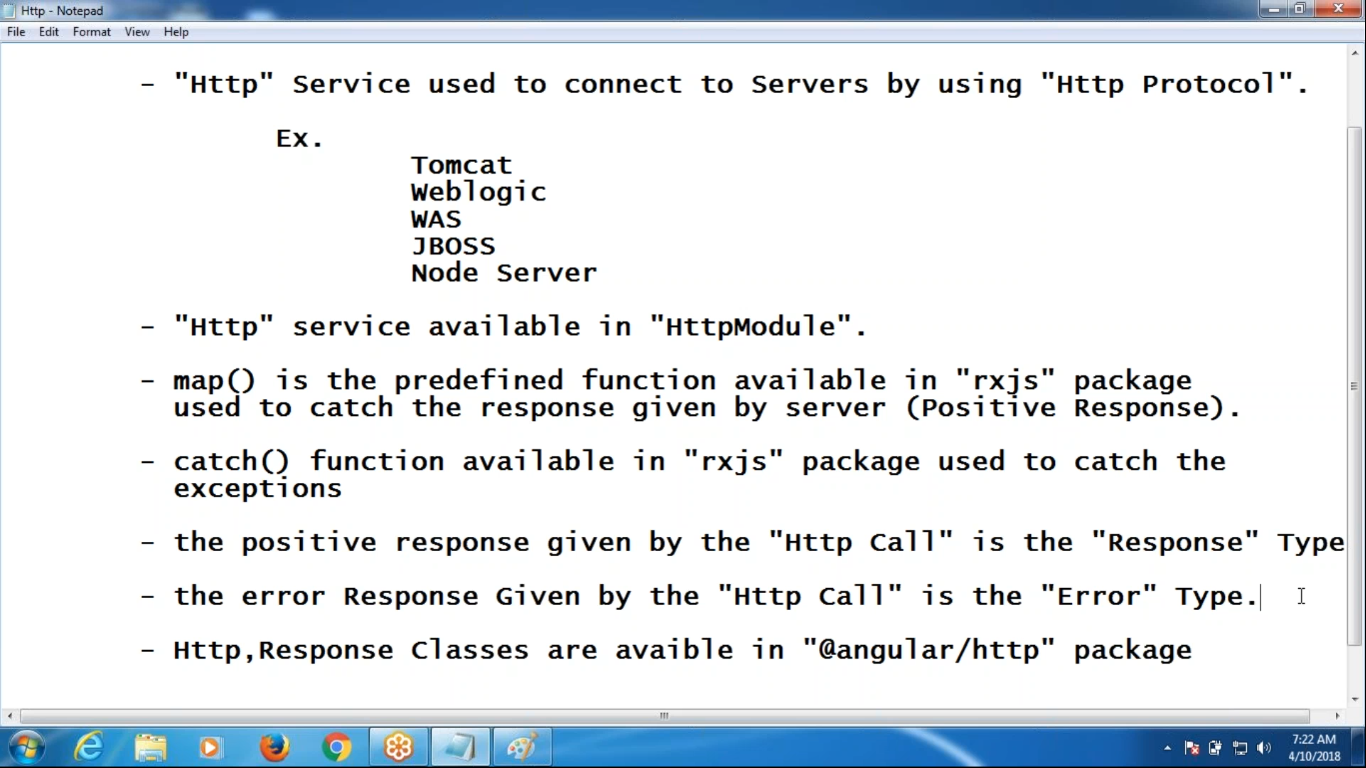 Http - Notepad
File Edit Format View Help
- "Http" Service used to connect to Servers by using "Http Protocol".
Ex.
Tomcat
Weblogic
WAS
JBOSS
Node Server
- "Http" service available in "HttpModule".
- map() is the predefined function available in "rxjs" package
used to catch the response given by server (Positive Response).
- catch() function available in "rxjs" package used to catch the
exceptions
- the positive response given by the "Http Call" is the "Response" Type
- the error Response Given by the "Http Call" is the "Error" Type.
- Http,Response Classes are avaible in "@angular/http" package
7:22 AM
4/10/2018